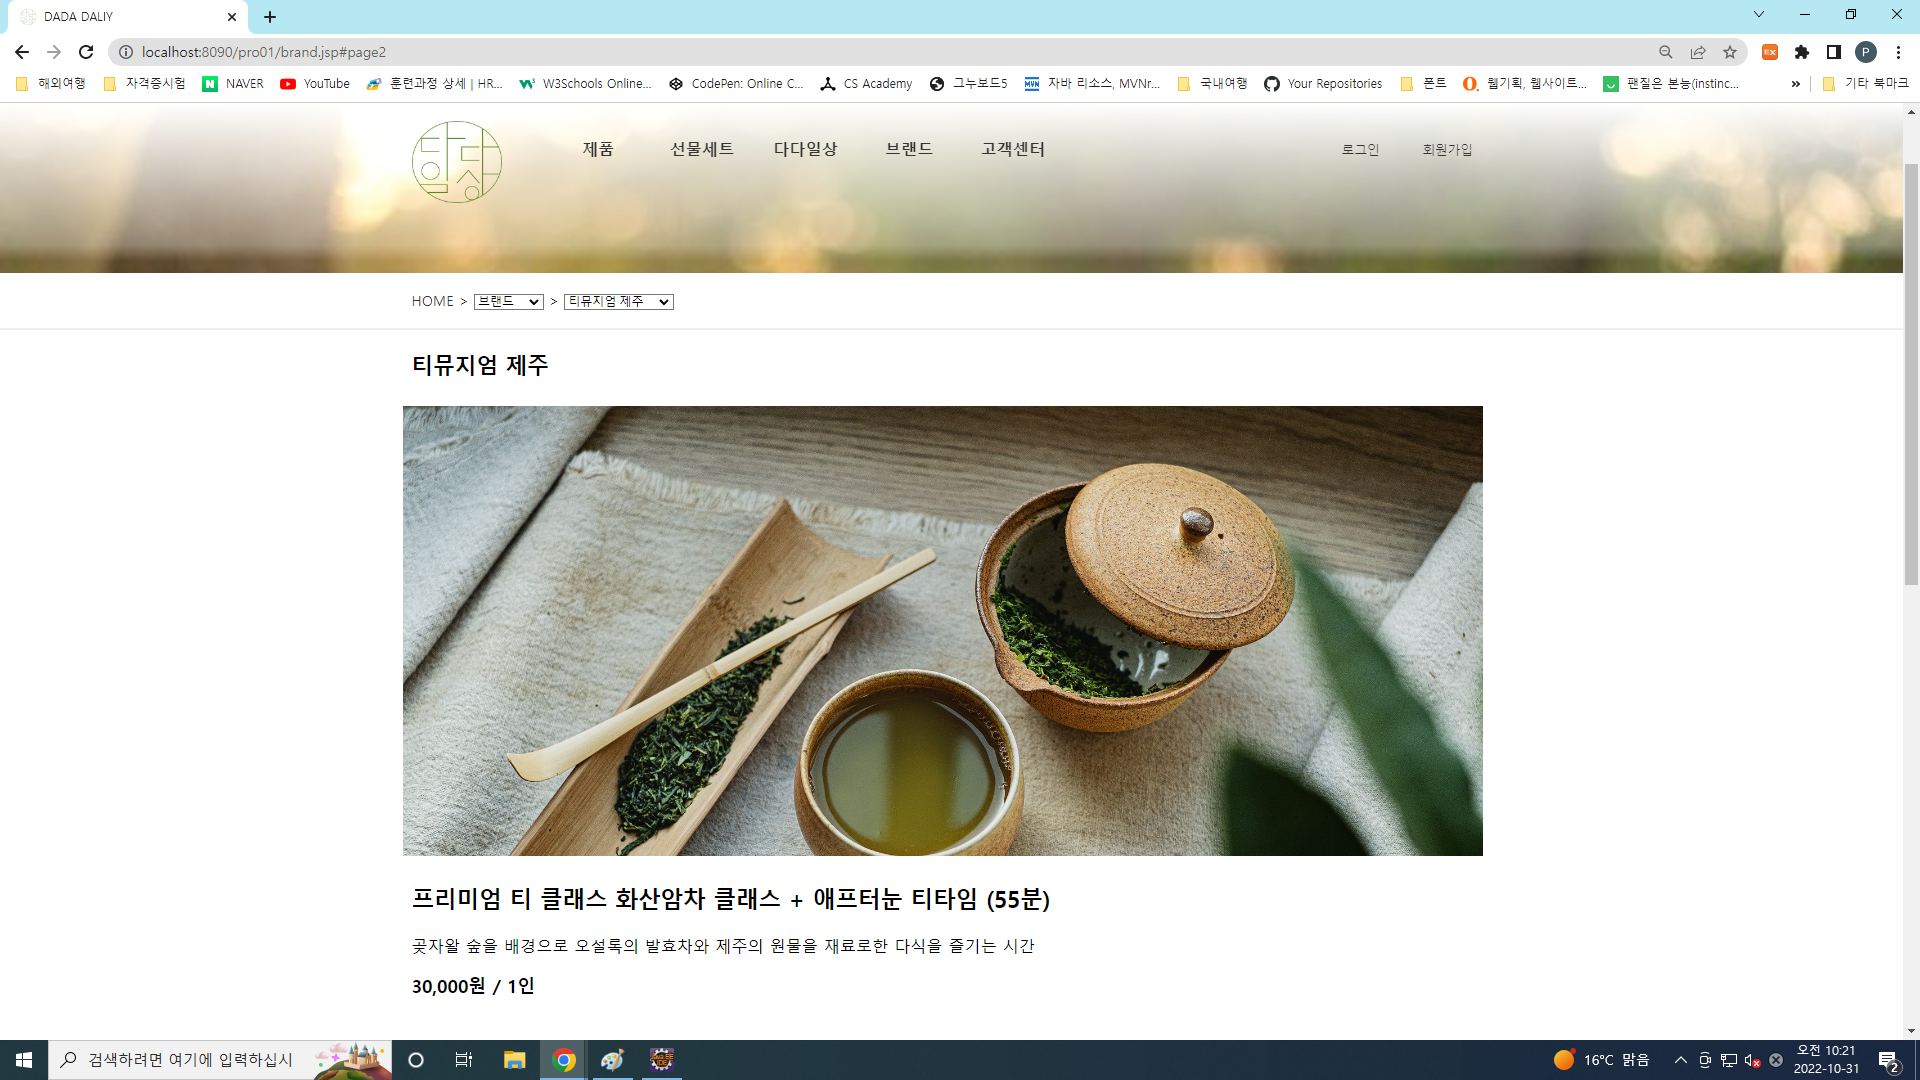 DADA DALIY
localhost:8090/pro01/brand.jsp#page2
해외여행 자격증시험 NAVER YouTube 훈련과정 상세 | HR... W3Schools Online... CodePen: Online C... CS Academy 그누보드5 자바 리소스, MVNr... 국내여행 Your Repositories 폰트 웹기획, 웹사이트... 팬질은 본능(instinc... » 기타 북마크
제품 선물세트 다다일상 브랜드 고객센터 로그인 회원가입
HOME > 브랜드 > 티뮤지엄 제주
티뮤지엄 제주
프리미엄 티 클래스 화산암차 클래스 + 애프터눈 티타임 (55분)
곶자왈 숲을 배경으로 오설록의 발효차와 제주의 원물을 재료로한 다식을 즐기는 시간
30,000원 / 1인
검색하려면 여기에 입력하십시
16°C 맑음
오전 10:21
2022-10-31
2